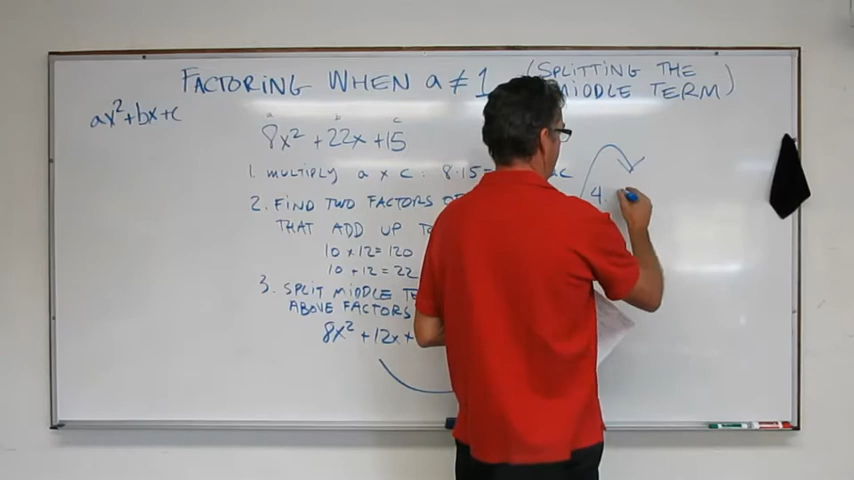 FACTORING WHEN a ≠ 1 (SPLITTING THE
MIDDLE TERM)
ax²+bx+c
a b c
8x² +22x +15
1. MULTIPLY a x c : 8·15=
2. FIND TWO FACTORS OF
THAT ADD UP
10 x 12 = 120
10 + 12 = 22
3. SPLIT MIDDLE
ABOVE FACTORS
8x² +12x +
4